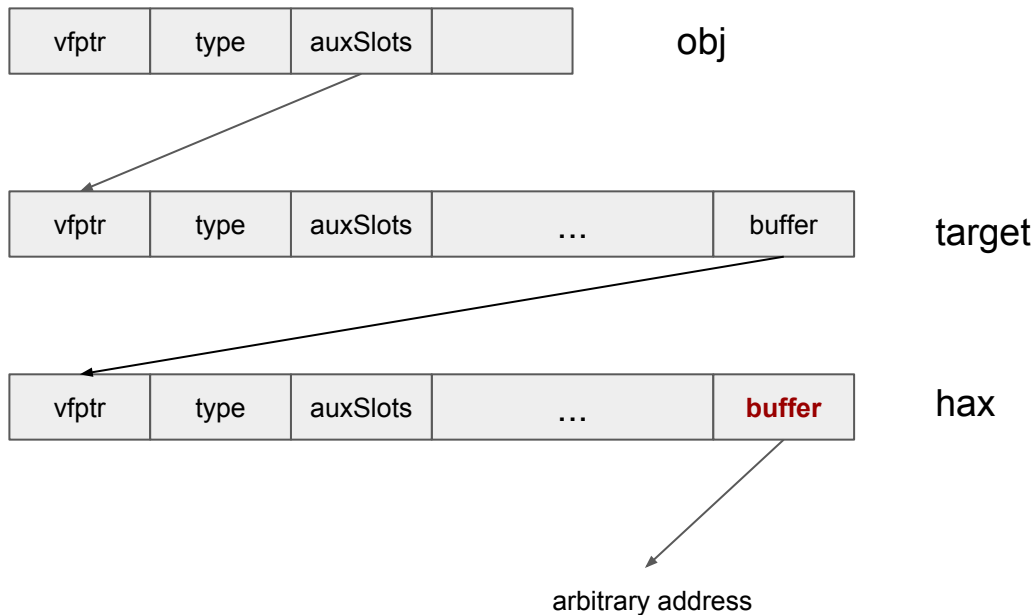 vfptr type auxSlots obj
vfptr type auxSlots ... buffer target
vfptr type auxSlots ... buffer hax
arbitrary address